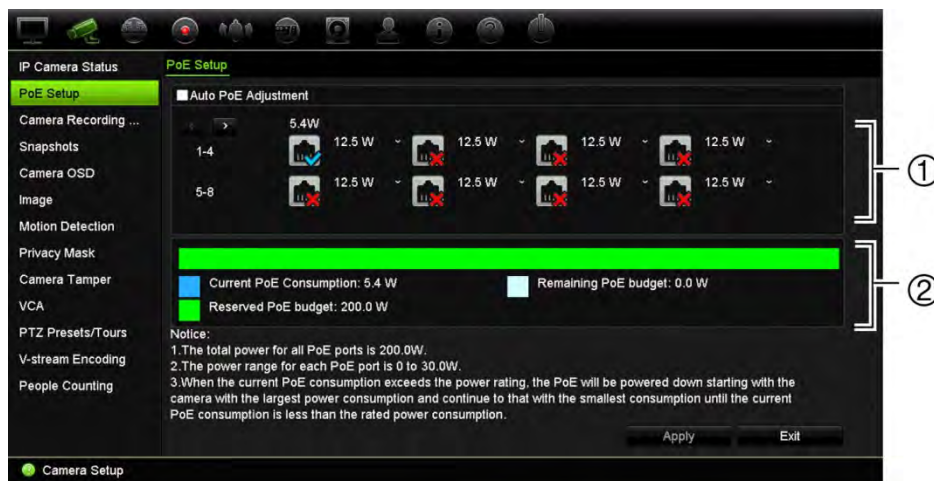 IP Camera Status
PoE Setup
Camera Recording ...
Snapshots
Camera OSD
Image
Motion Detection
Privacy Mask
Camera Tamper
VCA
PTZ Presets/Tours
V-stream Encoding
People Counting
PoE Setup
Auto PoE Adjustment
5.4W
1-4 12.5 W 12.5 W 12.5 W 12.5 W
5-8 12.5 W 12.5 W 12.5 W 12.5 W
①
Current PoE Consumption: 5.4 W Remaining PoE budget: 0.0 W
Reserved PoE budget: 200.0 W
②
Notice:
1.The total power for all PoE ports is 200.0W.
2.The power range for each PoE port is 0 to 30.0W.
3.When the current PoE consumption exceeds the power rating, the PoE will be powered down starting with the
camera with the largest power consumption and continue to that with the smallest consumption until the current
PoE consumption is less than the rated power consumption.
Apply Exit
Camera Setup